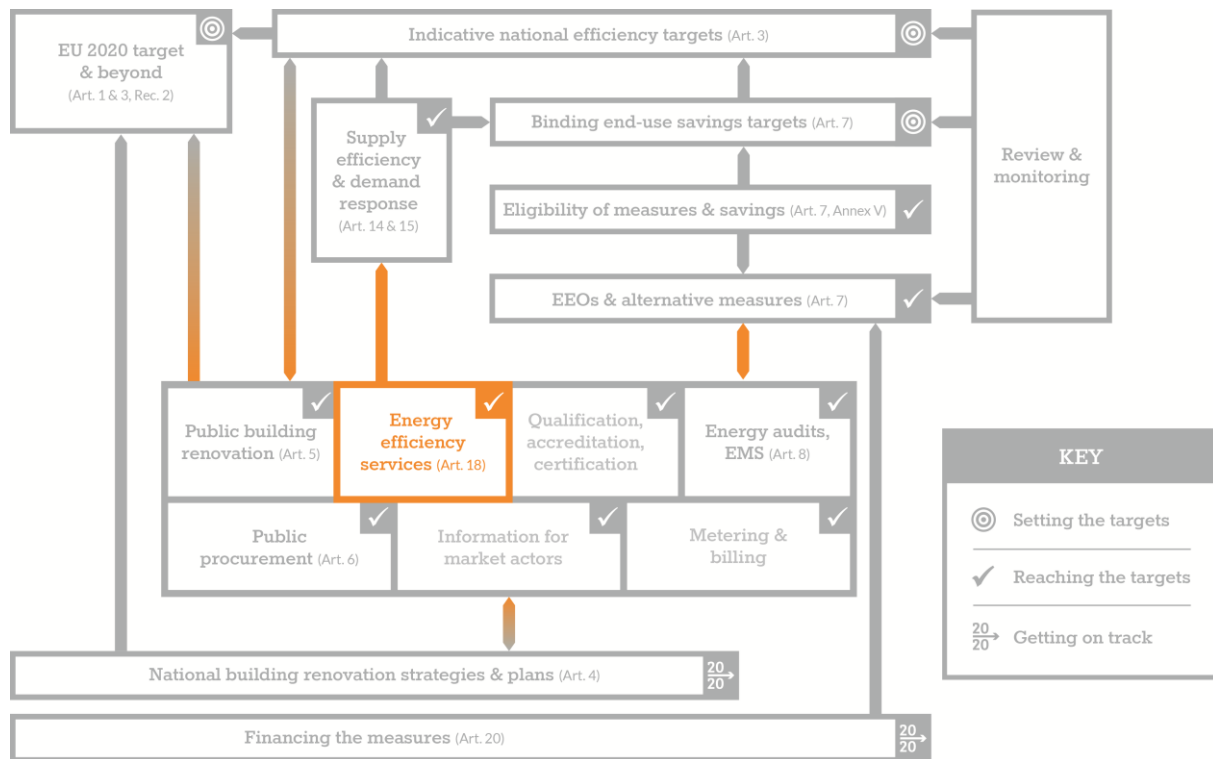 EU 2020 target
& beyond
(Art. 1 & 3, Rec. 2)
Indicative national efficiency targets (Art. 3)
Supply
efficiency
& demand
response
(Art. 14 & 15)
Binding end-use savings targets (Art. 7)
Review &
monitoring
Eligibility of measures & savings (Art. 7, Annex V)
EEOs & alternative measures (Art. 7)
Public building
renovation (Art. 5)
Energy
efficiency
services (Art. 18)
Qualification,
accreditation,
certification
Energy audits,
EMS (Art. 8)
Public
procurement (Art. 6)
Information for
market actors
Metering &
billing
National building renovation strategies & plans (Art. 4)
20
20
Financing the measures (Art. 20)
20
20
KEY
Setting the targets
Reaching the targets
20
20
Getting on track